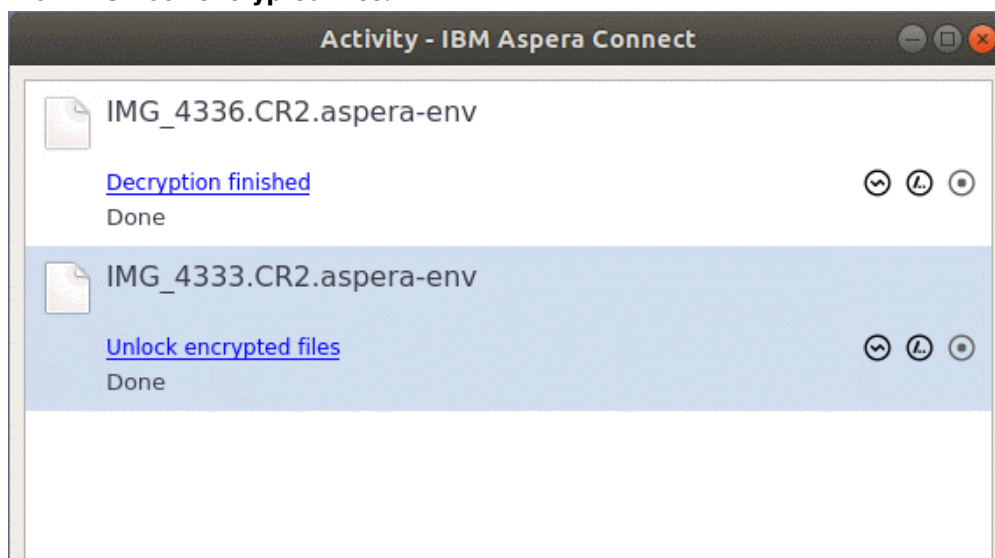 Activity - IBM Aspera Connect
IMG_4336.CR2.aspera-env
Decryption finished
Done
IMG_4333.CR2.aspera-env
Unlock encrypted files
Done